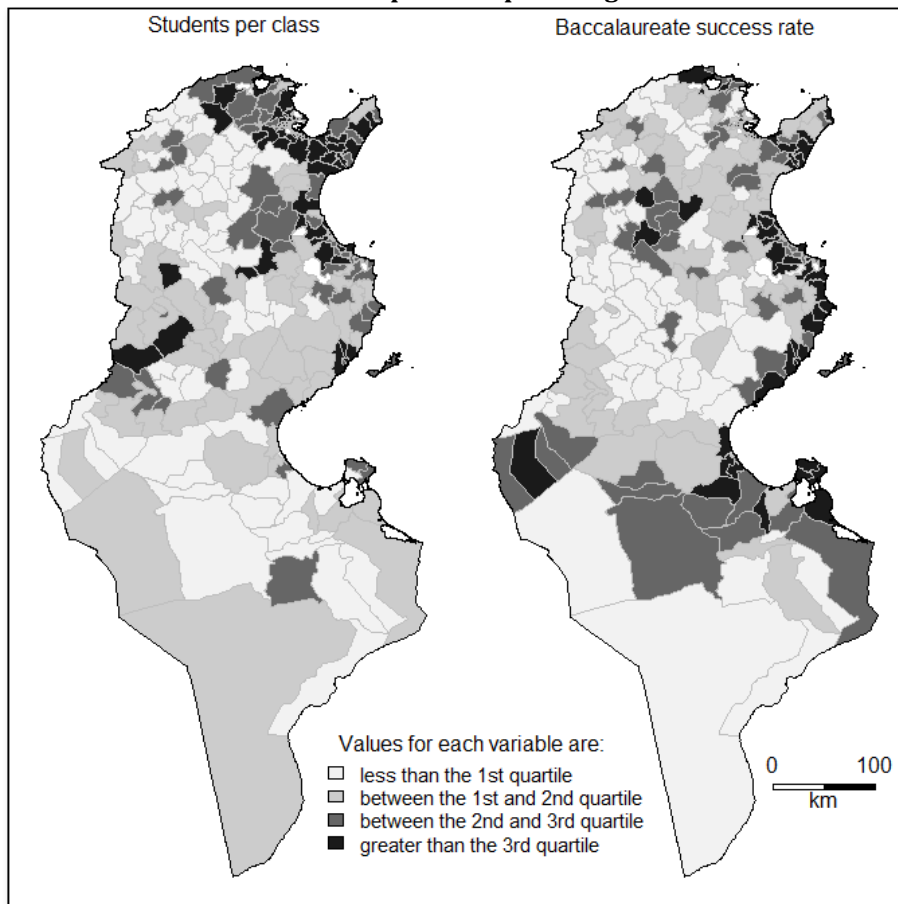 Students per class
Baccalaureate success rate
Values for each variable are:
less than the 1st quartile
between the 1st and 2nd quartile
between the 2nd and 3rd quartile
greater than the 3rd quartile
0 100
km